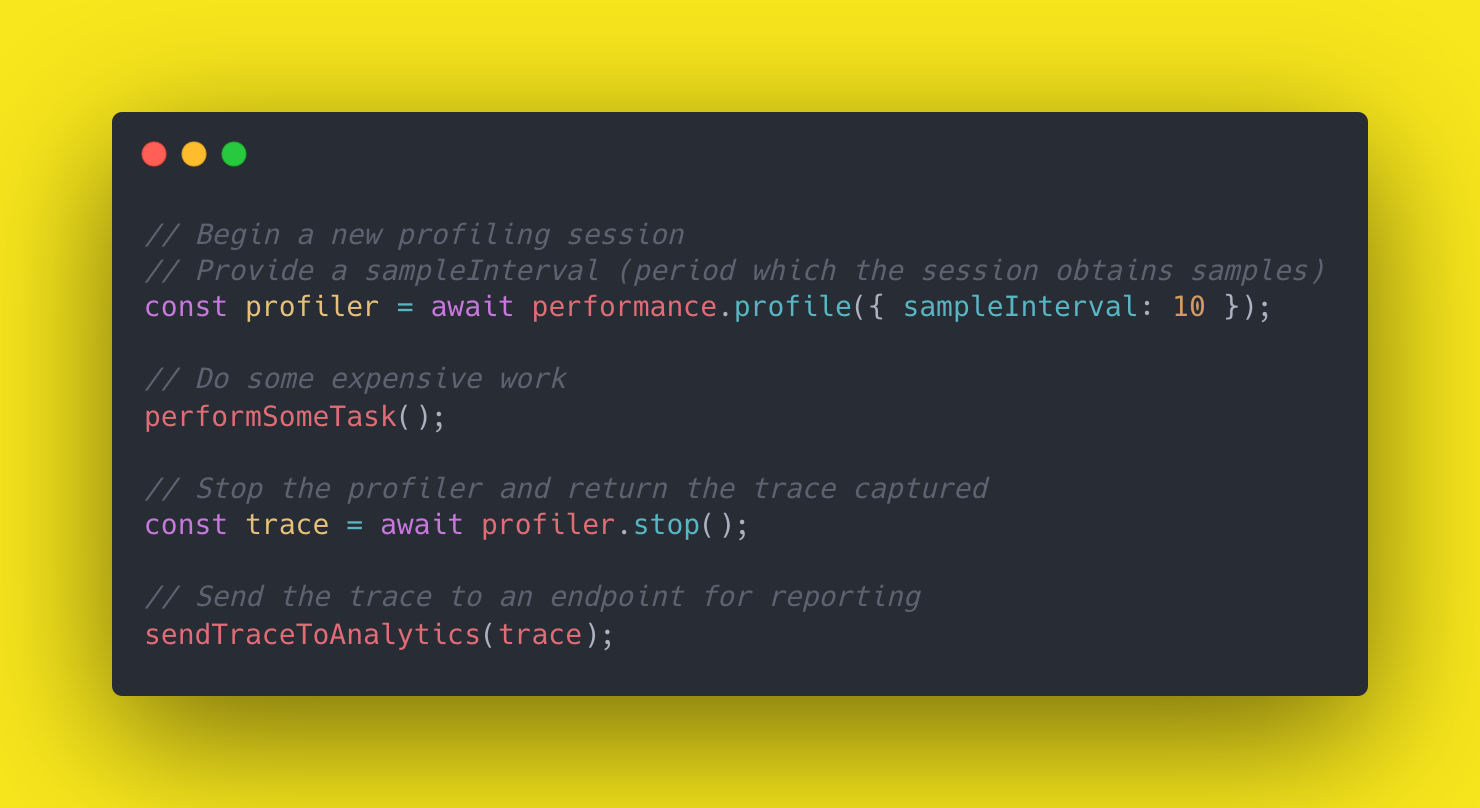 // Begin a new profiling session
// Provide a sampleInterval (period which the session obtains samples)
const profiler = await performance.profile({ sampleInterval: 10 });
// Do some expensive work
performSomeTask();
// Stop the profiler and return the trace captured
const trace = await profiler.stop();
// Send the trace to an endpoint for reporting
sendTraceToAnalytics(trace);